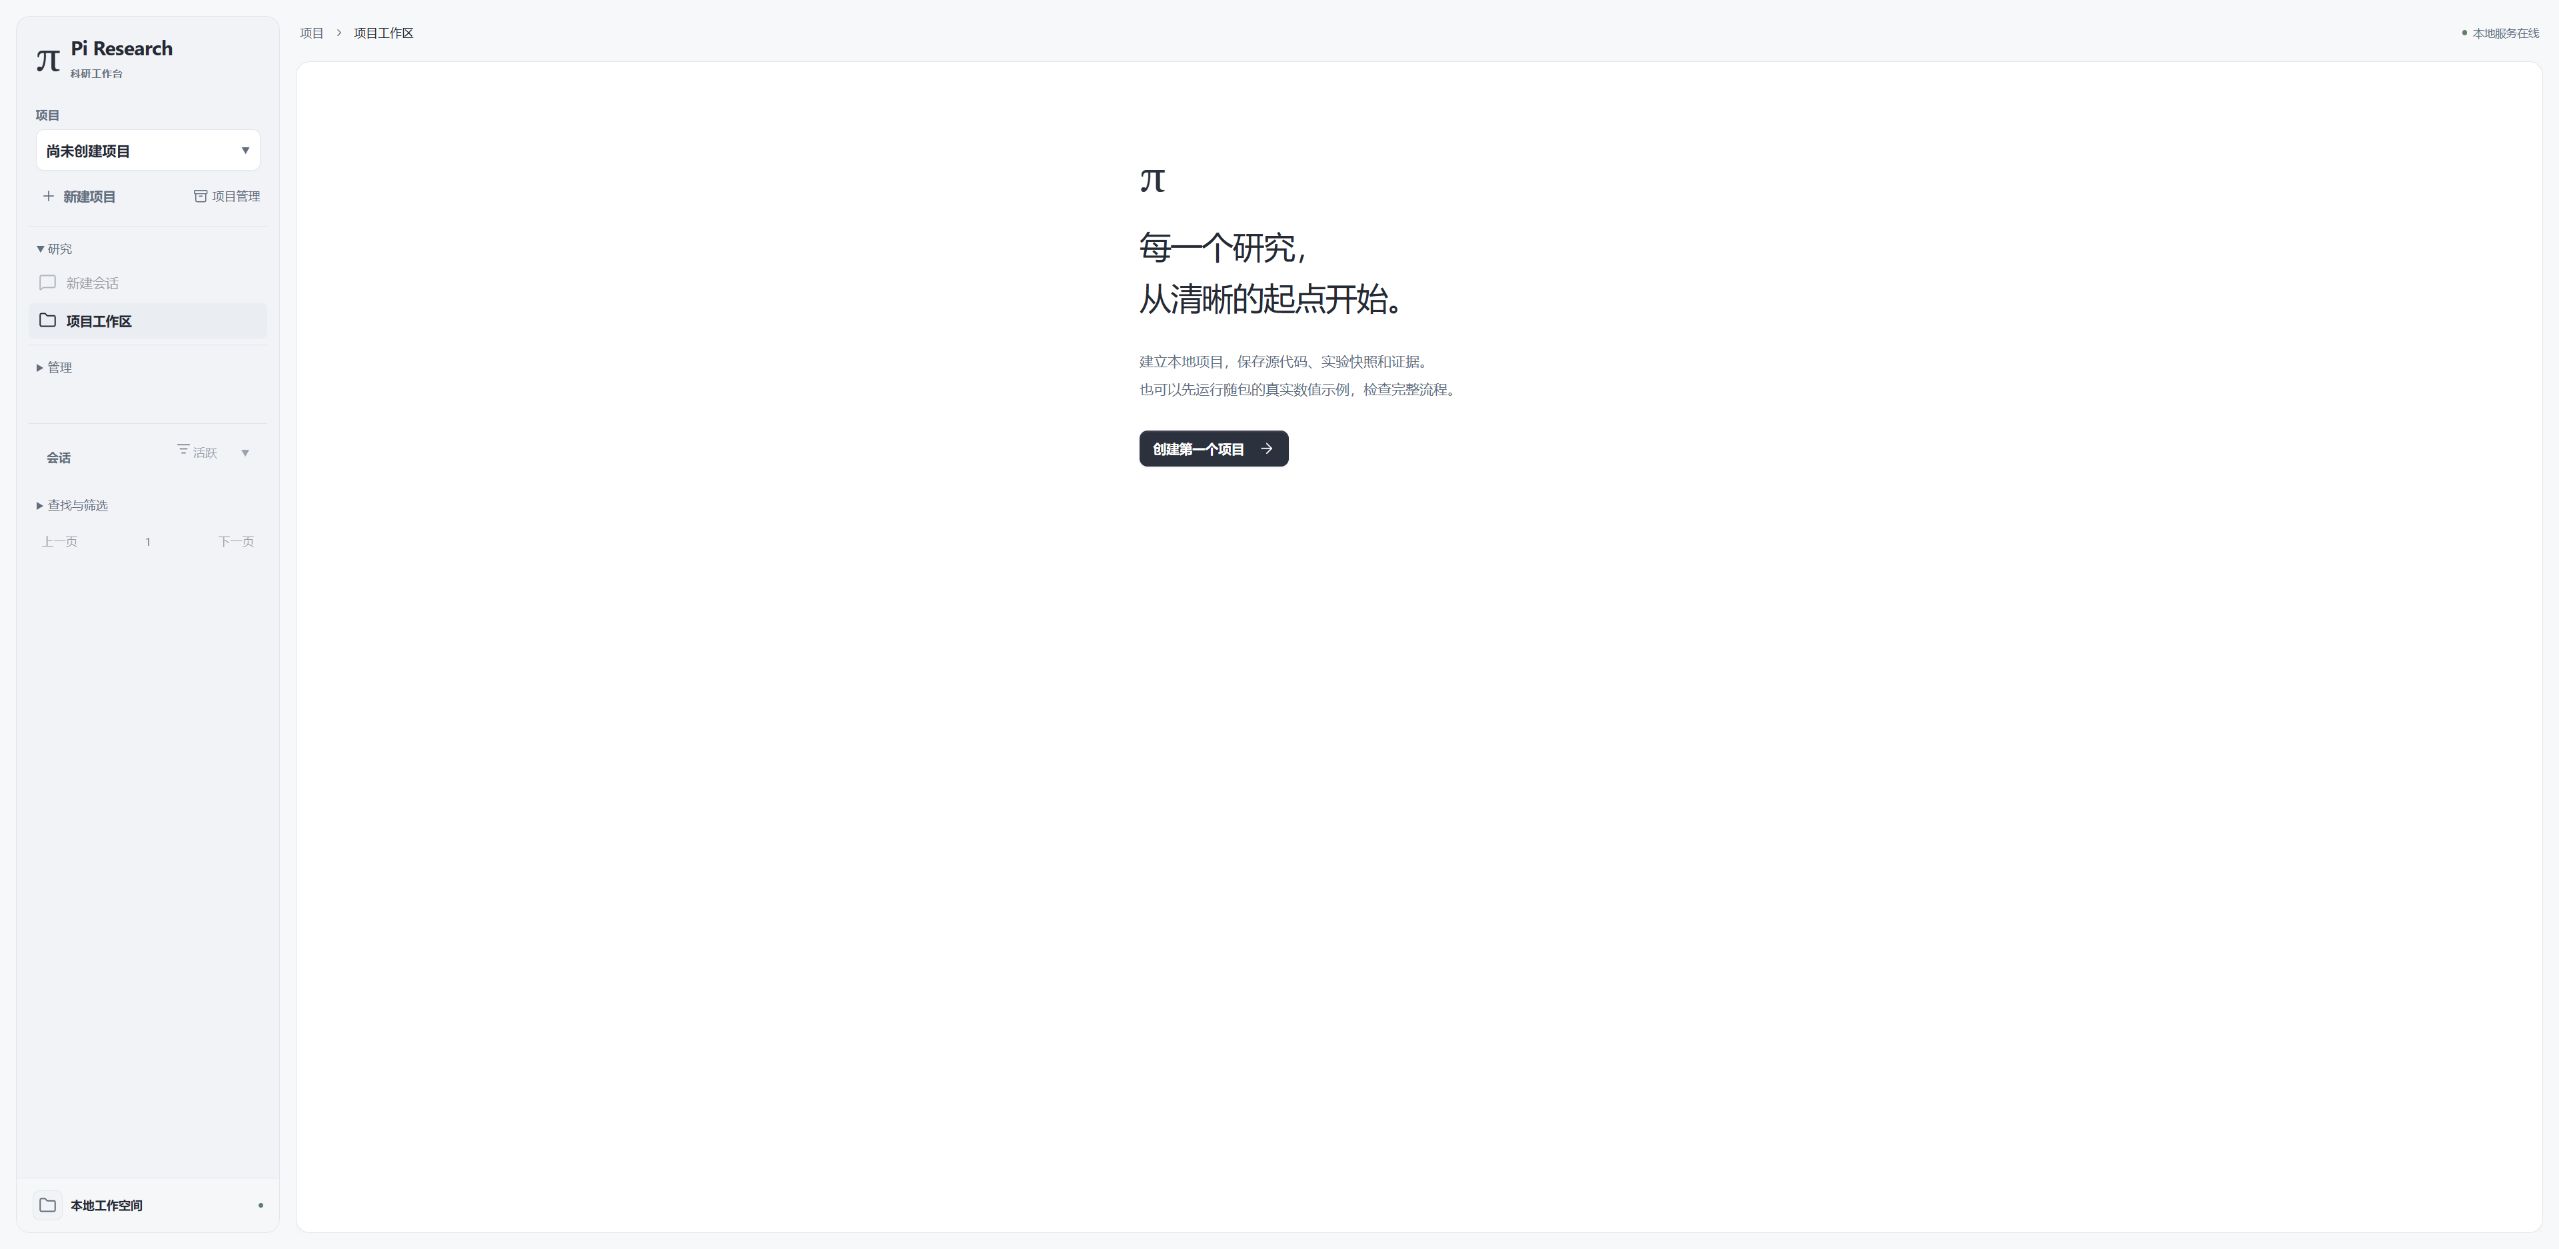 π Pi Research
科研工作台
项目
尚未创建项目
新建项目
项目管理
研究
新建会话
项目工作区
管理
会话
活跃
查找与筛选
上一页 1 下一页
本地工作空间
项目 › 项目工作区
本地服务在线
π
每一个研究，
从清晰的起点开始。
建立本地项目，保存源代码、实验快照和证据。
也可以先运行随包的真实数值示例，检查完整流程。
创建第一个项目 →